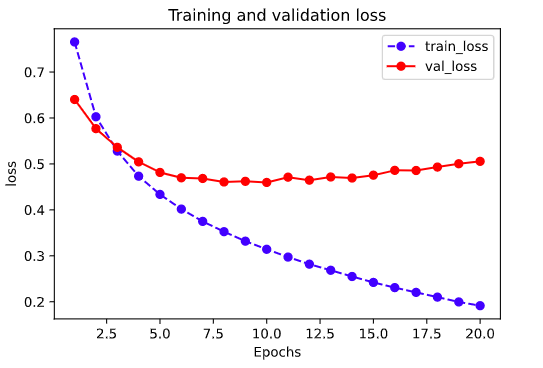 Training and validation loss
train_loss
val_loss
loss
0.7
0.6
0.5
0.4
0.3
0.2
2.5 5.0 7.5 10.0 12.5 15.0 17.5 20.0
Epochs